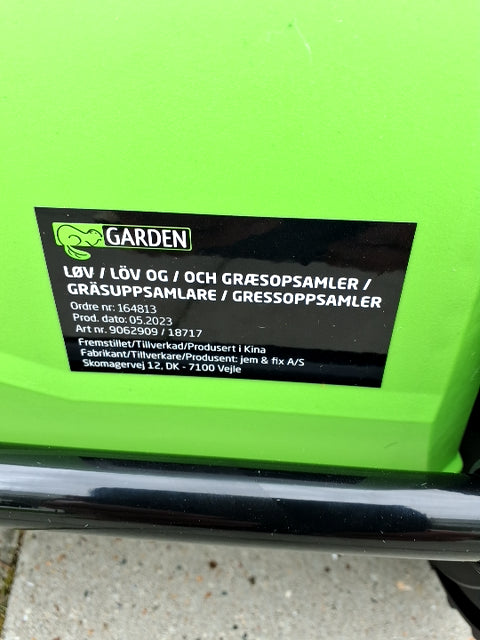 GARDEN
LØV / LÖV OG / OCH GRÆSOPSAMLER /
GRÄSUPPSAMLARE / GRESSOPPSAMLER
Ordre nr: 164813
Prod. dato: 05.2023
Art nr. 9062909 / 18717
Fremstillet/Tillverkad/Produsert i Kina
Fabrikant/Tillverkare/Produsent: jem & fix A/S
Skomagervej 12, DK - 7100 Vejle